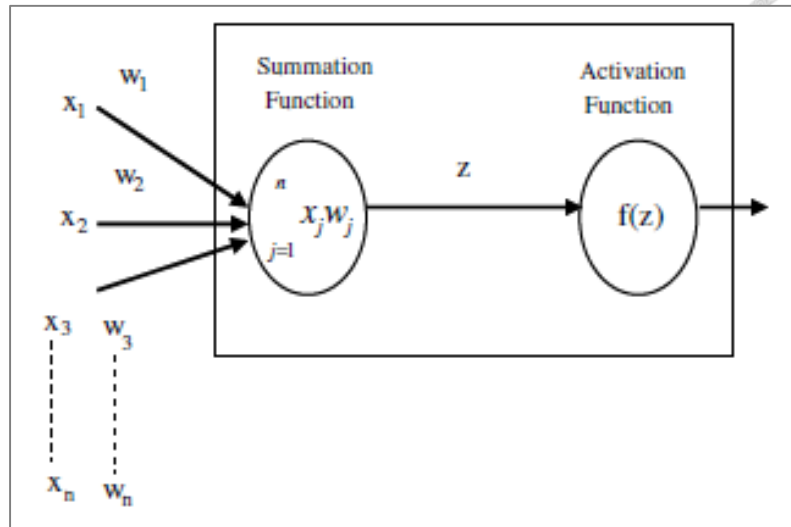 w1
x1
w2
x2
x3 w3
xn wn
Summation
Function
n
xjwj
j=1
z
Activation
Function
f(z)